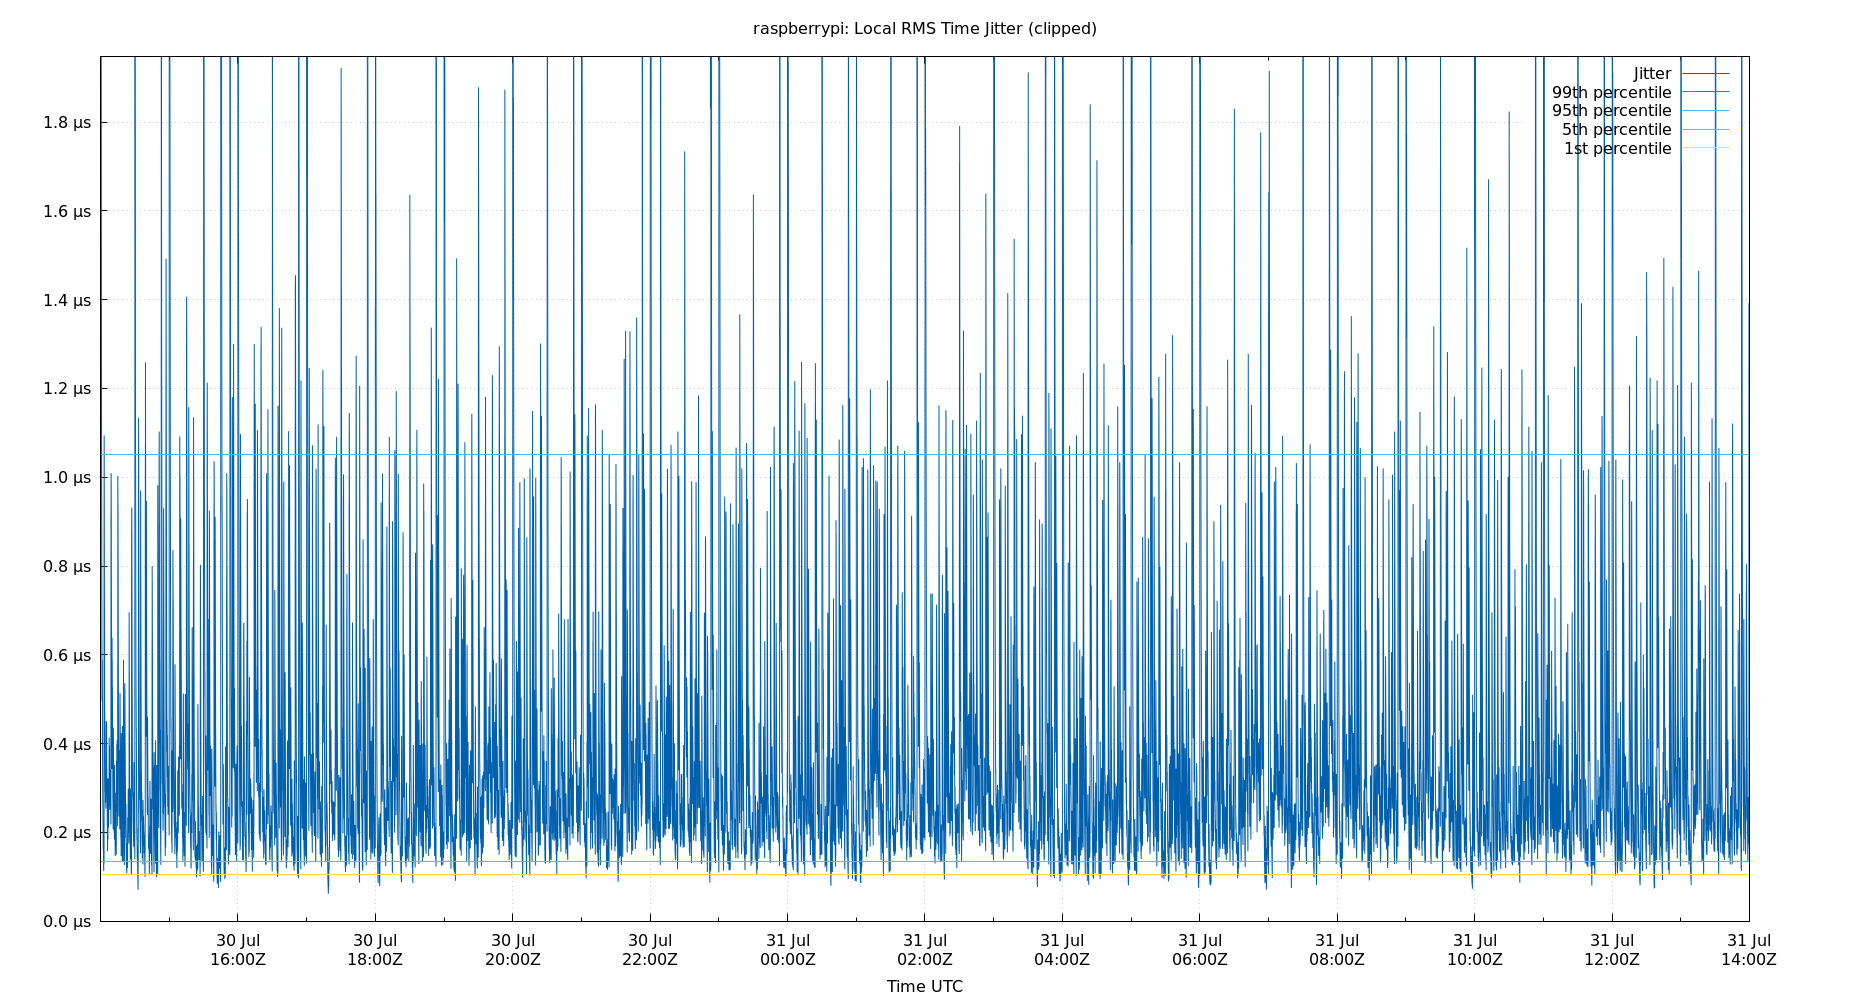 raspberrypi: Local RMS Time Jitter (clipped)
Jitter
99th percentile
95th percentile
5th percentile
1st percentile
1.8 µs
1.6 µs
1.4 µs
1.2 µs
1.0 µs
0.8 µs
0.6 µs
0.4 µs
0.2 µs
0.0 µs
30 Jul 30 Jul 30 Jul 30 Jul 31 Jul 31 Jul 31 Jul 31 Jul 31 Jul 31 Jul 31 Jul 31 Jul
16:00Z 18:00Z 20:00Z 22:00Z 00:00Z 02:00Z 04:00Z 06:00Z 08:00Z 10:00Z 12:00Z 14:00Z
Time UTC